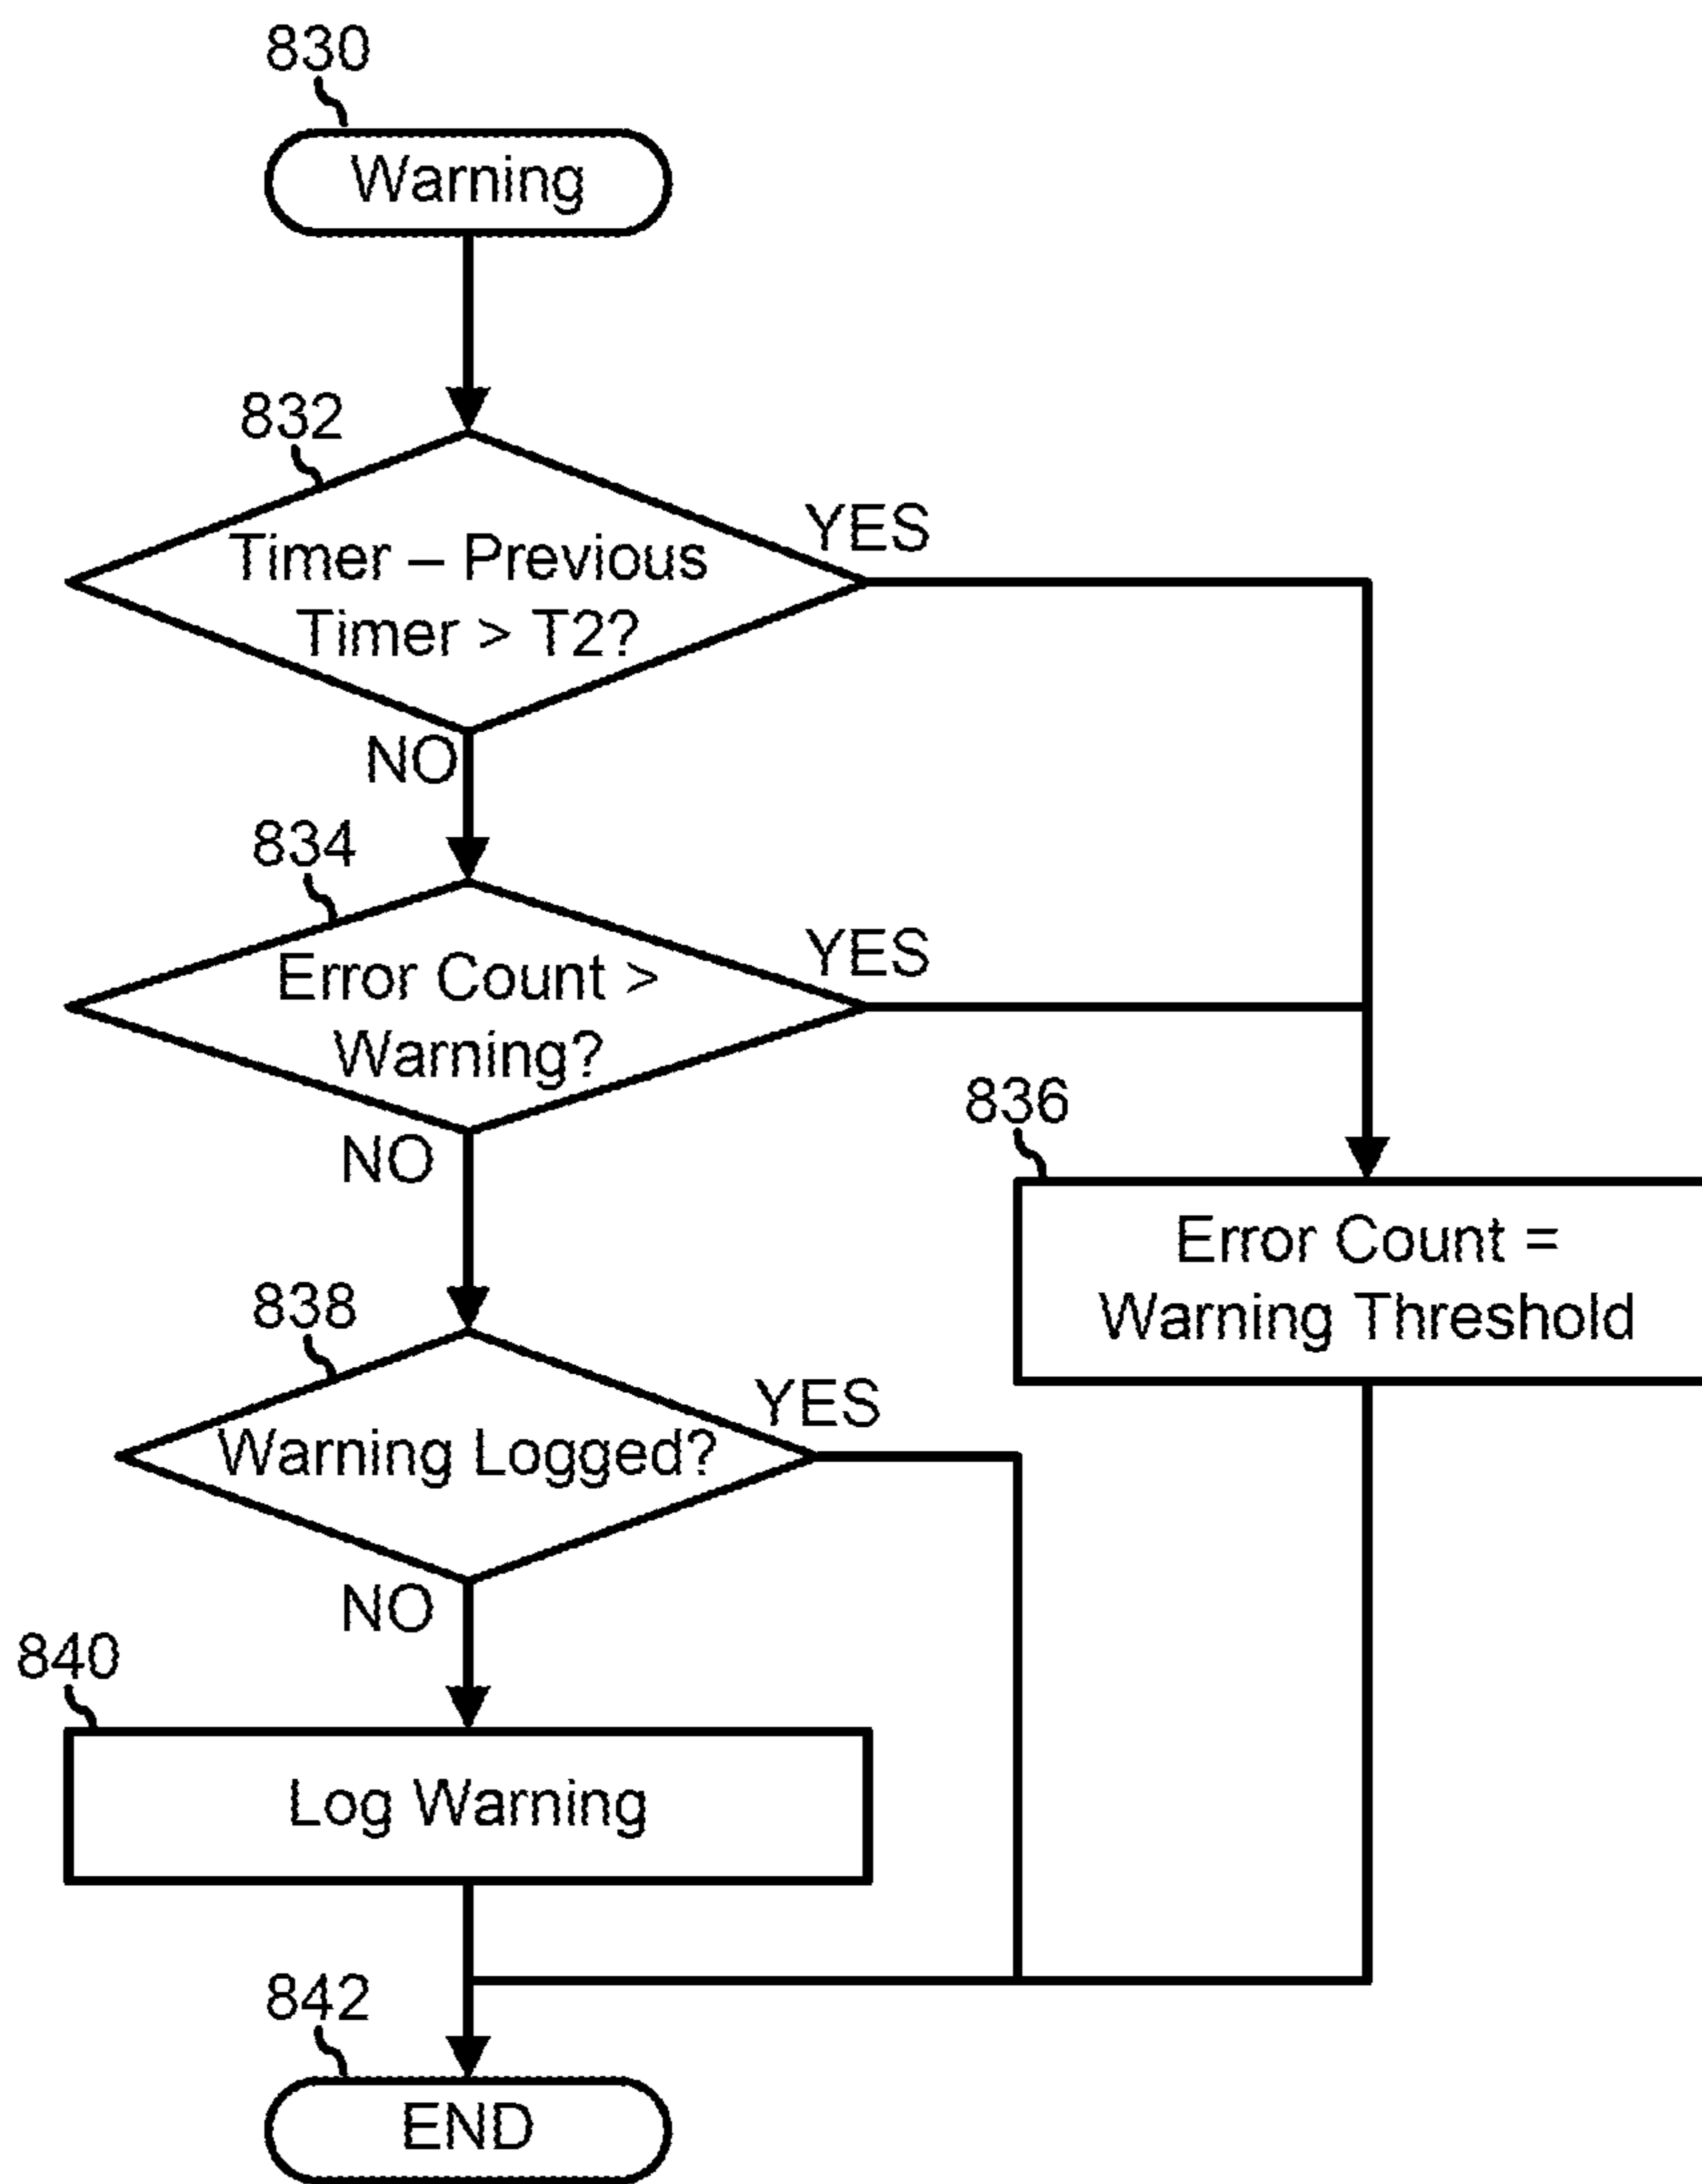 830
Warning
832
Timer – Previous
Timer > T2?
YES
NO
834
Error Count >
Warning?
YES
NO
836
Error Count =
Warning Threshold
838
Warning Logged?
YES
NO
840
Log Warning
842
END